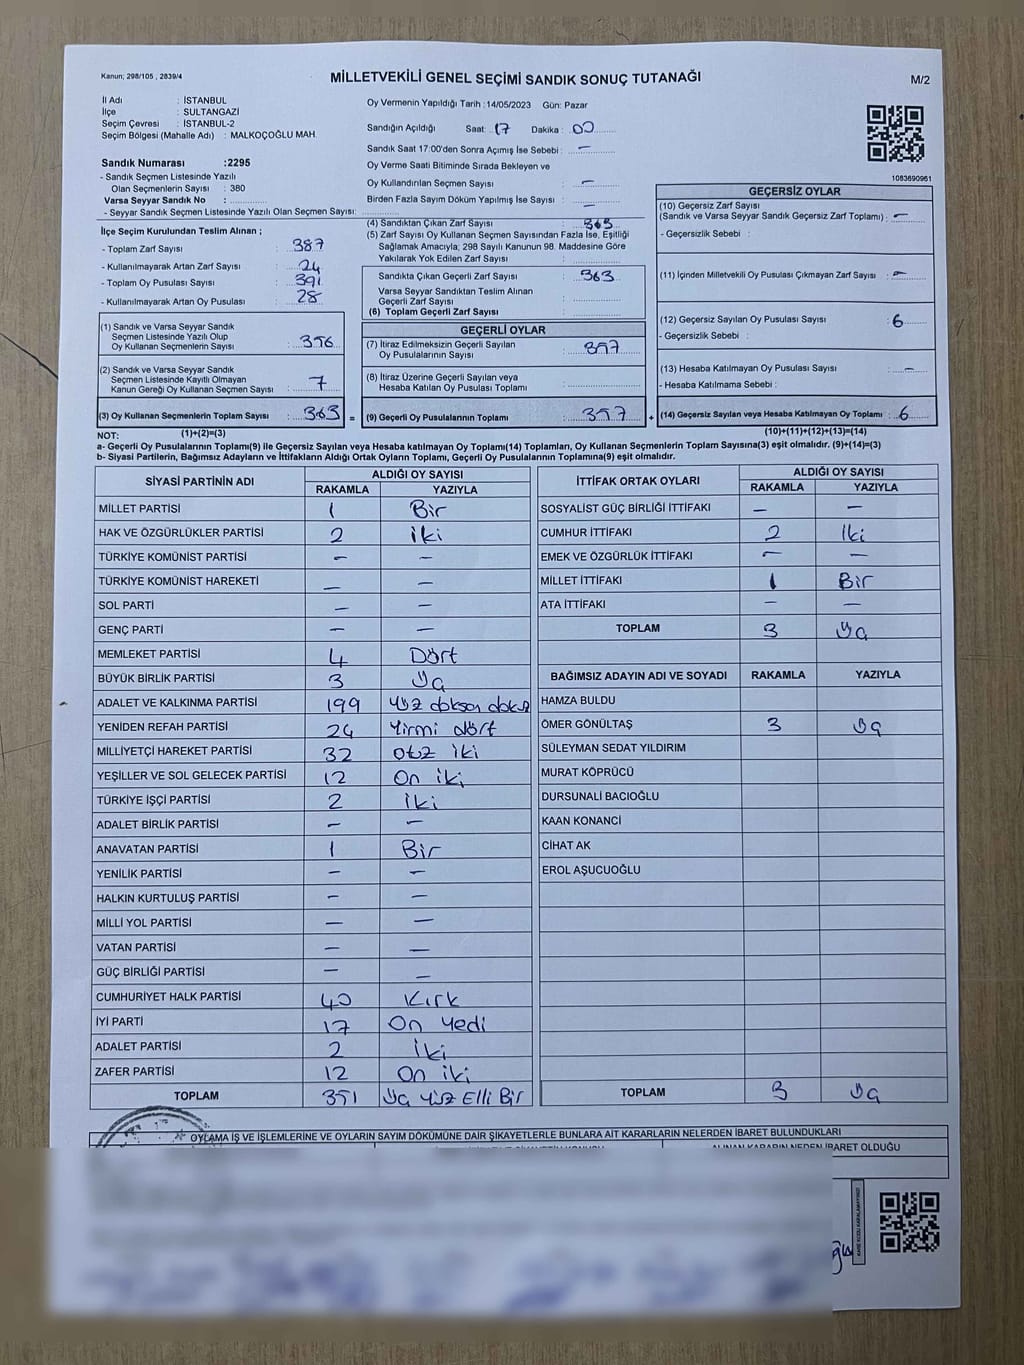 Kanun; 298/105 , 2839/4
MİLLETVEKİLİ GENEL SEÇİMİ SANDIK SONUÇ TUTANAĞI
M/2
İl Adı : İSTANBUL
İlçe : SULTANGAZİ
Seçim Çevresi : İSTANBUL-2
Seçim Bölgesi (Mahalle Adı) : MALKOÇOĞLU MAH.
Sandık Numarası :2295
- Sandık Seçmen Listesinde Yazılı
Olan Seçmenlerin Sayısı : 380
Varsa Seyyar Sandık No :
- Seyyar Sandık Seçmen Listesinde Yazılı Olan Seçmen Sayısı:
Oy Vermenin Yapıldığı Tarih : 14/05/2023 Gün: Pazar
Sandığın Açıldığı Saat: 17 Dakika : 00
Sandık Saat 17:00'den Sonra Açımış İse Sebebi : —
Oy Verme Saati Bitiminde Sırada Bekleyen ve
Oy Kullandırılan Seçmen Sayısı : —
Birden Fazla Sayım Döküm Yapılmış İse Sayısı : —
1083690961
İlçe Seçim Kurulundan Teslim Alınan ;
- Toplam Zarf Sayısı : 387
- Kullanılmayarak Artan Zarf Sayısı : 24
- Toplam Oy Pusulası Sayısı : 391
- Kullanılmayarak Artan Oy Pusulası : 28
(4) Sandıktan Çıkan Zarf Sayısı : 363
(5) Zarf Sayısı Oy Kullanan Seçmen Sayısından Fazla İse, Eşitliği
Sağlamak Amacıyla; 298 Sayılı Kanunun 98. Maddesine Göre
Yakılarak Yok Edilen Zarf Sayısı :
Sandıkta Çıkan Geçerli Zarf Sayısı : 363
Varsa Seyyar Sandıktan Teslim Alınan
Geçerli Zarf Sayısı :
(6) Toplam Geçerli Zarf Sayısı :
GEÇERSİZ OYLAR
(10) Geçersiz Zarf Sayısı
(Sandık ve Varsa Seyyar Sandık Geçersiz Zarf Toplamı) : —
- Geçersizlik Sebebi :
(11) İçinden Milletvekili Oy Pusulası Çıkmayan Zarf Sayısı : —
(12) Geçersiz Sayılan Oy Pusulası Sayısı : 6
- Geçersizlik Sebebi :
(13) Hesaba Katılmayan Oy Pusulası Sayısı : —
- Hesaba Katılmama Sebebi :
(1) Sandık ve Varsa Seyyar Sandık
Seçmen Listesinde Yazılı Olup
Oy Kullanan Seçmenlerin Sayısı : 356
(2) Sandık ve Varsa Seyyar Sandık
Seçmen Listesinde Kayıtlı Olmayan
Kanun Gereği Oy Kullanan Seçmen Sayısı : 7
GEÇERLİ OYLAR
(7) İtiraz Edilmeksizin Geçerli Sayılan
Oy Pusulalarının Sayısı : 357
(8) İtiraz Üzerine Geçerli Sayılan veya
Hesaba Katılan Oy Pusulası Toplamı :
(3) Oy Kullanan Seçmenlerin Toplam Sayısı : 363 = (9) Geçerli Oy Pusulalarının Toplamı : 357 + (14) Geçersiz Sayılan veya Hesaba Katılmayan Oy Toplamı : 6
NOT: (1)+(2)=(3) (10)+(11)+(12)+(13)=(14)
a- Geçerli Oy Pusulalarının Toplamı(9) ile Geçersiz Sayılan veya Hesaba katılmayan Oy Toplamı(14) Toplamları, Oy Kullanan Seçmenlerin Toplam Sayısına(3) eşit olmalıdır. (9)+(14)=(3)
b- Siyasi Partilerin, Bağımsız Adayların ve İttifakların Aldığı Ortak Oyların Toplamı, Geçerli Oy Pusulalarının Toplamına(9) eşit olmalıdır.
SİYASİ PARTİNİN ADI ALDIĞI OY SAYISI
RAKAMLA YAZIYLA
MİLLET PARTİSİ 1 Bir
HAK VE ÖZGÜRLÜKLER PARTİSİ 2 iki
TÜRKİYE KOMÜNİST PARTİSİ — —
TÜRKİYE KOMÜNİST HAREKETİ — —
SOL PARTİ — —
GENÇ PARTİ — —
MEMLEKET PARTİSİ 4 Dört
BÜYÜK BİRLİK PARTİSİ 3 Üç
ADALET VE KALKINMA PARTİSİ 199 Yüz doksan dokuz
YENİDEN REFAH PARTİSİ 24 Yirmi dört
MİLLİYETÇİ HAREKET PARTİSİ 32 otz iki
YEŞİLLER VE SOL GELECEK PARTİSİ 12 On iki
TÜRKİYE İŞÇİ PARTİSİ 2 iki
ADALET BİRLİK PARTİSİ — —
ANAVATAN PARTİSİ 1 Bir
YENİLİK PARTİSİ — —
HALKIN KURTULUŞ PARTİSİ — —
MİLLİ YOL PARTİSİ — —
VATAN PARTİSİ — —
GÜÇ BİRLİĞİ PARTİSİ — —
CUMHURİYET HALK PARTİSİ 40 Kırk
İYİ PARTİ 17 On Yedi
ADALET PARTİSİ 2 İki
ZAFER PARTİSİ 12 On iki
TOPLAM 351 Üç Yüz Elli Bir
İTTİFAK ORTAK OYLARI ALDIĞI OY SAYISI
RAKAMLA YAZIYLA
SOSYALİST GÜÇ BİRLİĞİ İTTİFAKI — —
CUMHUR İTTİFAKI 2 İki
EMEK VE ÖZGÜRLÜK İTTİFAKI — —
MİLLET İTTİFAKI 1 Bir
ATA İTTİFAKI — —
TOPLAM 3 Üç
BAĞIMSIZ ADAYIN ADI VE SOYADI RAKAMLA YAZIYLA
HAMZA BULDU
ÖMER GÖNÜLTAŞ 3 Üç
SÜLEYMAN SEDAT YILDIRIM
MURAT KÖPRÜCÜ
DURSUNALİ BACIOĞLU
KAAN KONANCİ
CİHAT AK
EROL AŞUCUOĞLU
TOPLAM 3 Üç
OYLAMA İŞ VE İŞLEMLERİNE VE OYLARIN SAYIM DÖKÜMÜNE DAİR ŞİKAYETLERLE BUNLARA AİT KARARLARIN NELERDEN İBARET BULUNDUKLARI
ALINAN KARARIN NEDEN İBARET OLDUĞU